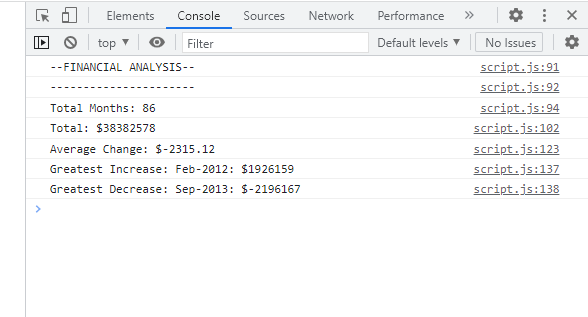 Elements Console Sources Network Performance »
top ▼ Filter Default levels ▼ No Issues
--FINANCIAL ANALYSIS-- script.js:91
---------------------- script.js:92
Total Months: 86 script.js:94
Total: $38382578 script.js:102
Average Change: $-2315.12 script.js:123
Greatest Increase: Feb-2012: $1926159 script.js:137
Greatest Decrease: Sep-2013: $-2196167 script.js:138